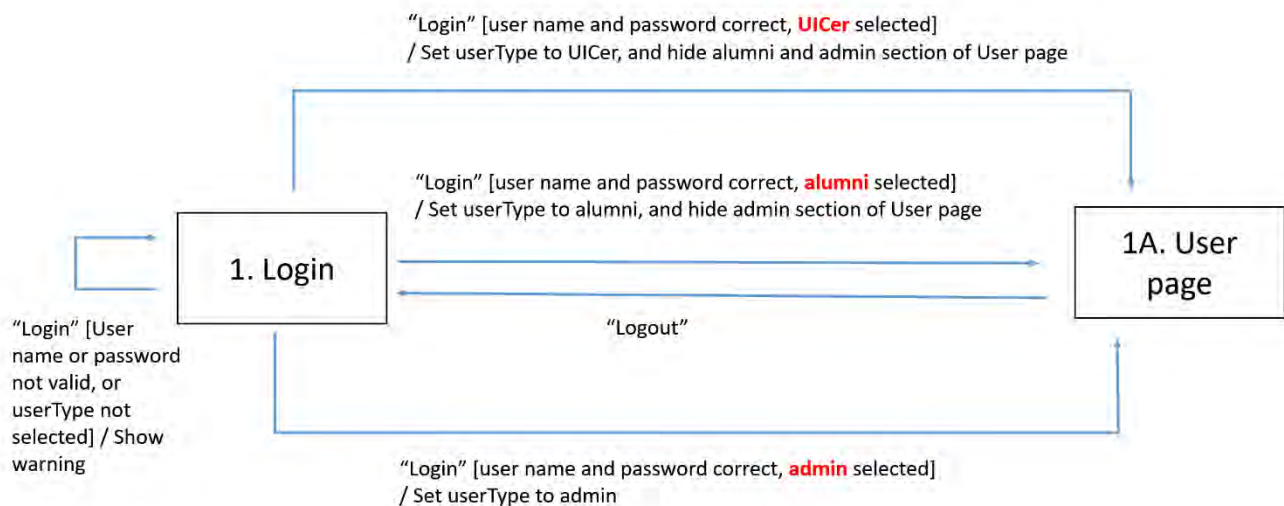 “Login” [user name and password correct, UICer selected]
/ Set userType to UICer, and hide alumni and admin section of User page
“Login” [user name and password correct, alumni selected]
/ Set userType to alumni, and hide admin section of User page
1. Login
1A. User
page
“Logout”
“Login” [User
name or password
not valid, or
userType not
selected] / Show
warning
“Login” [user name and password correct, admin selected]
/ Set userType to admin